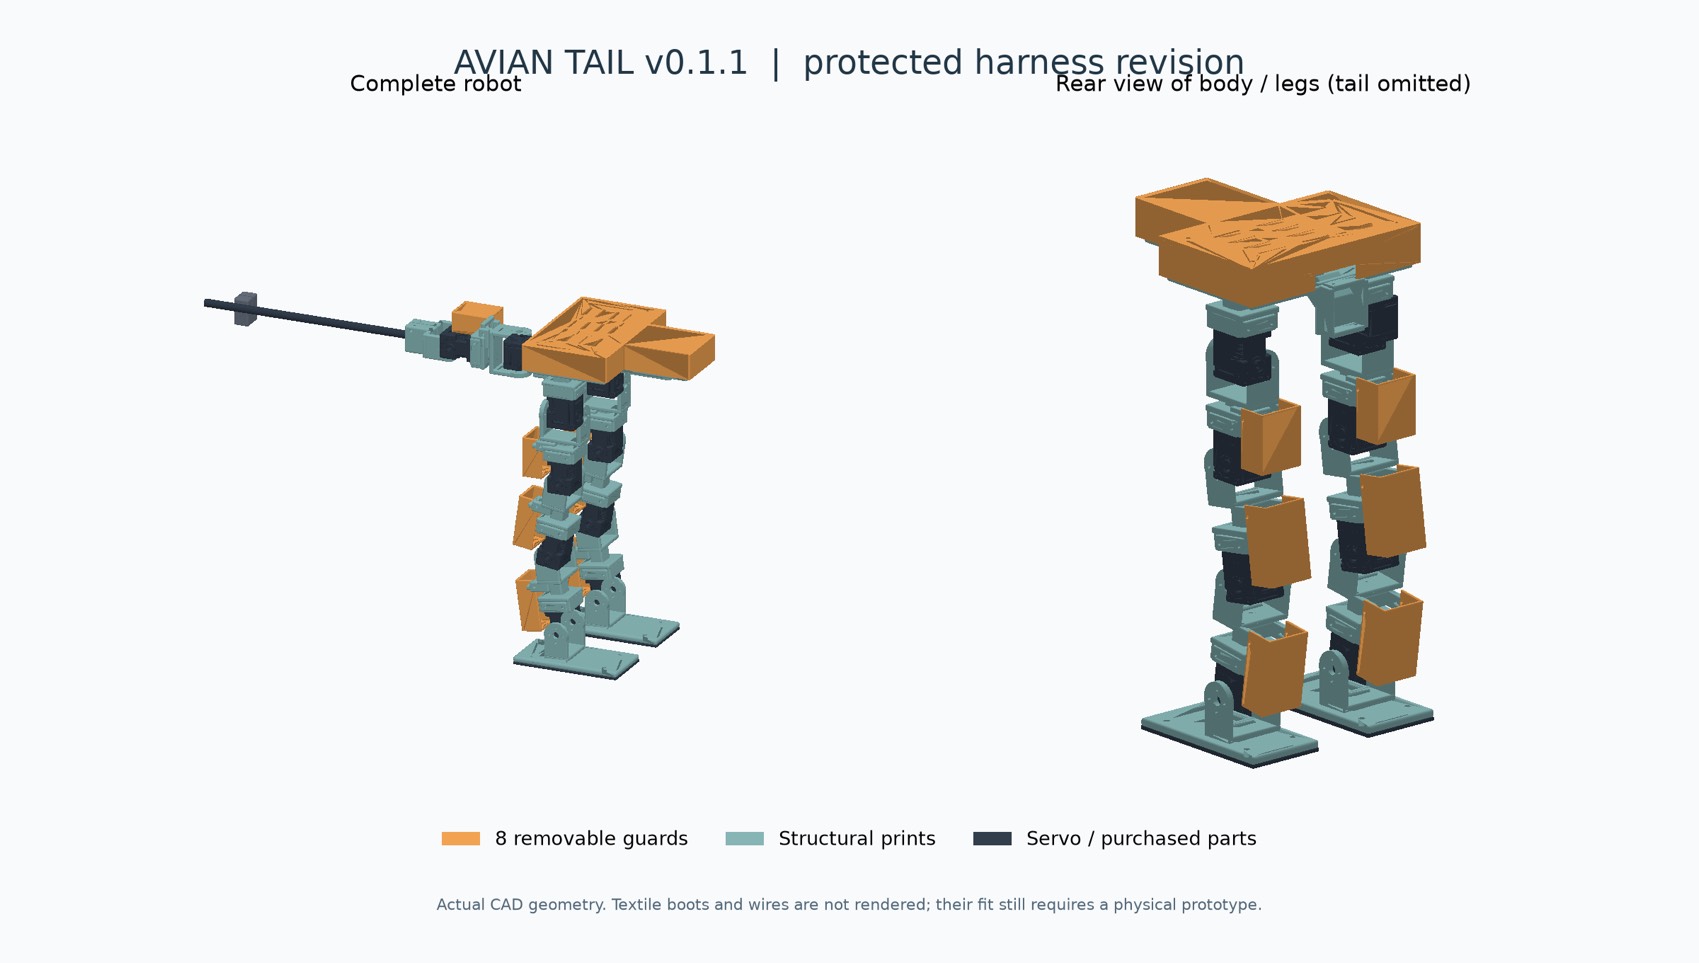 AVIAN TAIL v0.1.1 | protected harness revision
Complete robot
Rear view of body / legs (tail omitted)
8 removable guards
Structural prints
Servo / purchased parts
Actual CAD geometry. Textile boots and wires are not rendered; their fit still requires a physical prototype.